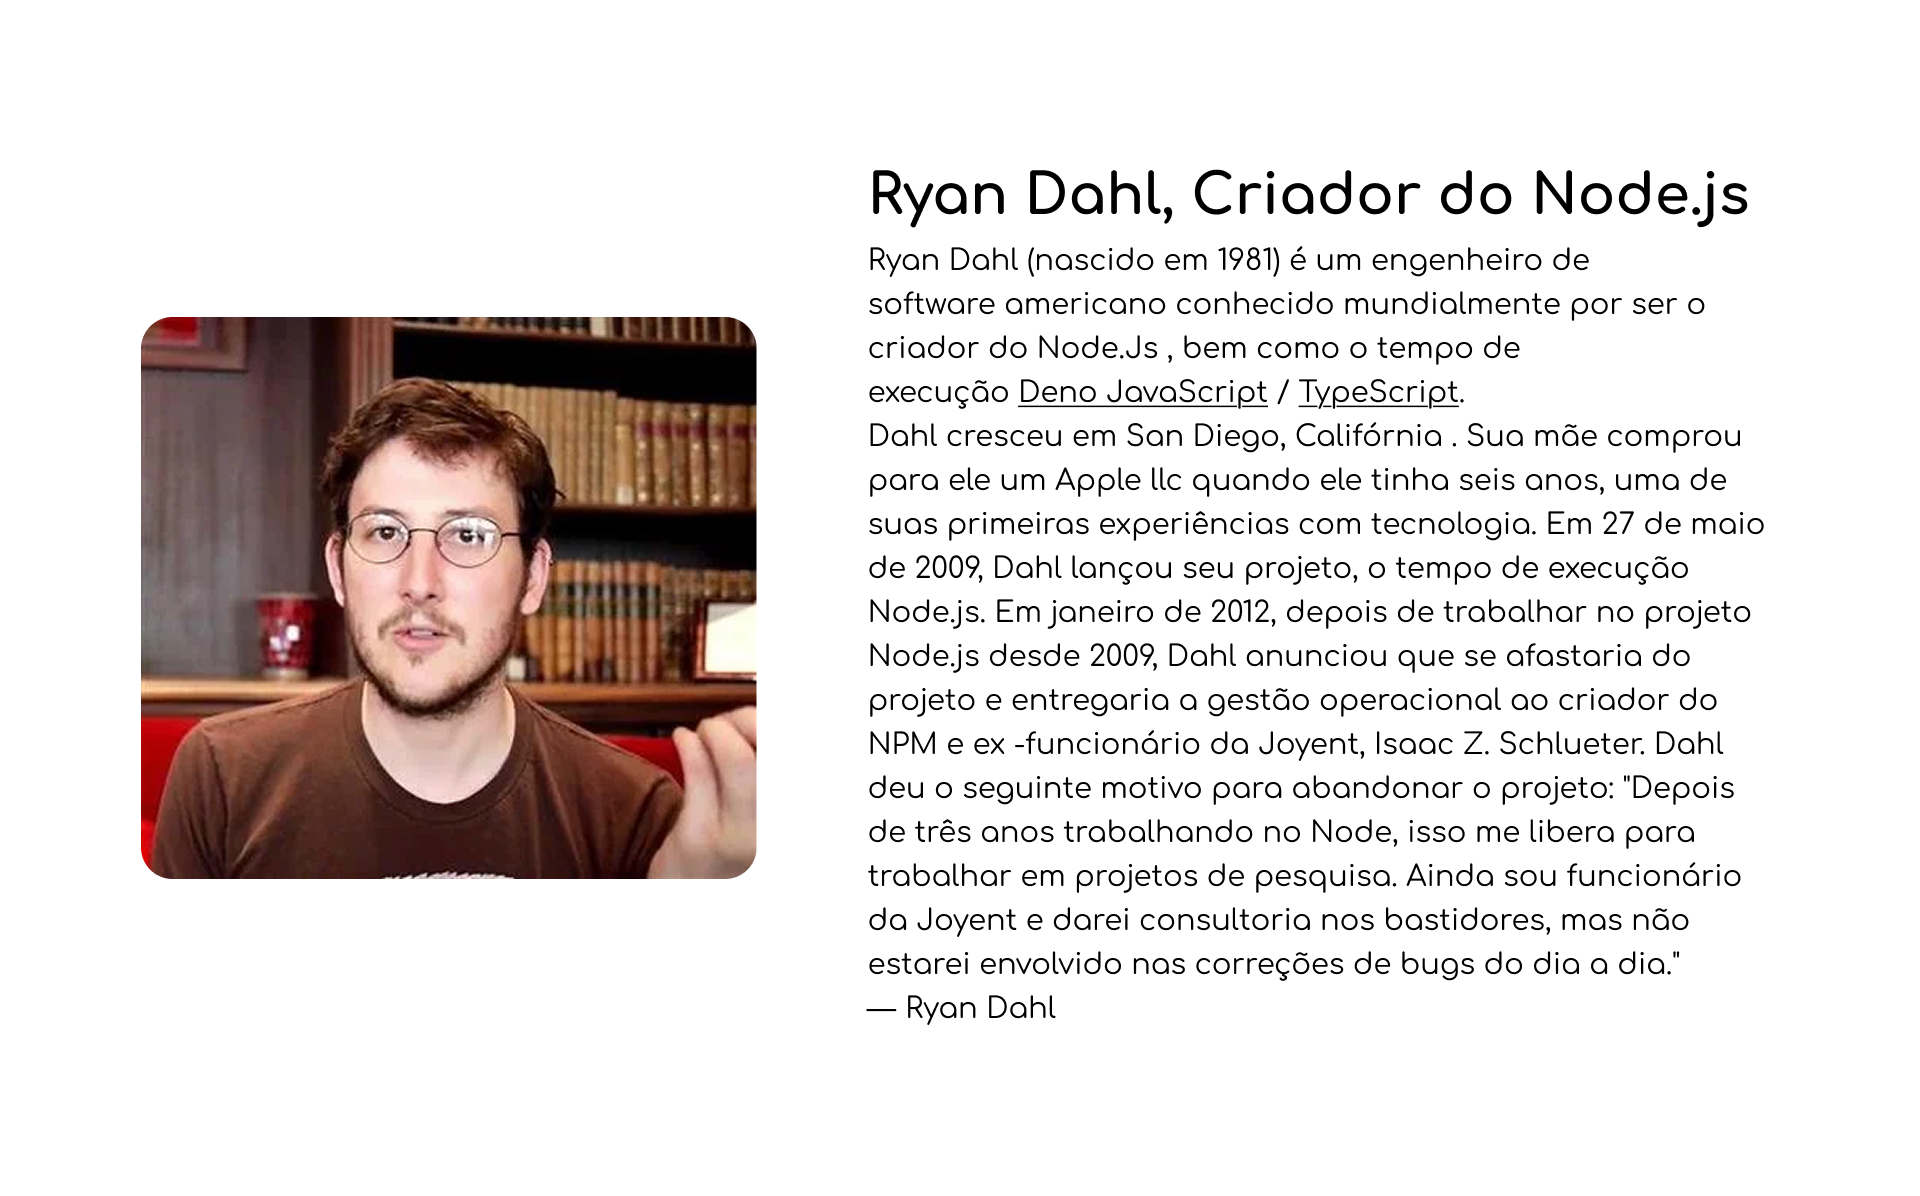 Ryan Dahl, Criador do Node.js
Ryan Dahl (nascido em 1981) é um engenheiro de
software americano conhecido mundialmente por ser o
criador do Node.Js , bem como o tempo de
execução Deno JavaScript / TypeScript.
Dahl cresceu em San Diego, Califórnia . Sua mãe comprou
para ele um Apple llc quando ele tinha seis anos, uma de
suas primeiras experiências com tecnologia. Em 27 de maio
de 2009, Dahl lançou seu projeto, o tempo de execução
Node.js. Em janeiro de 2012, depois de trabalhar no projeto
Node.js desde 2009, Dahl anunciou que se afastaria do
projeto e entregaria a gestão operacional ao criador do
NPM e ex -funcionário da Joyent, Isaac Z. Schlueter. Dahl
deu o seguinte motivo para abandonar o projeto: "Depois
de três anos trabalhando no Node, isso me libera para
trabalhar em projetos de pesquisa. Ainda sou funcionário
da Joyent e darei consultoria nos bastidores, mas não
estarei envolvido nas correções de bugs do dia a dia."
— Ryan Dahl